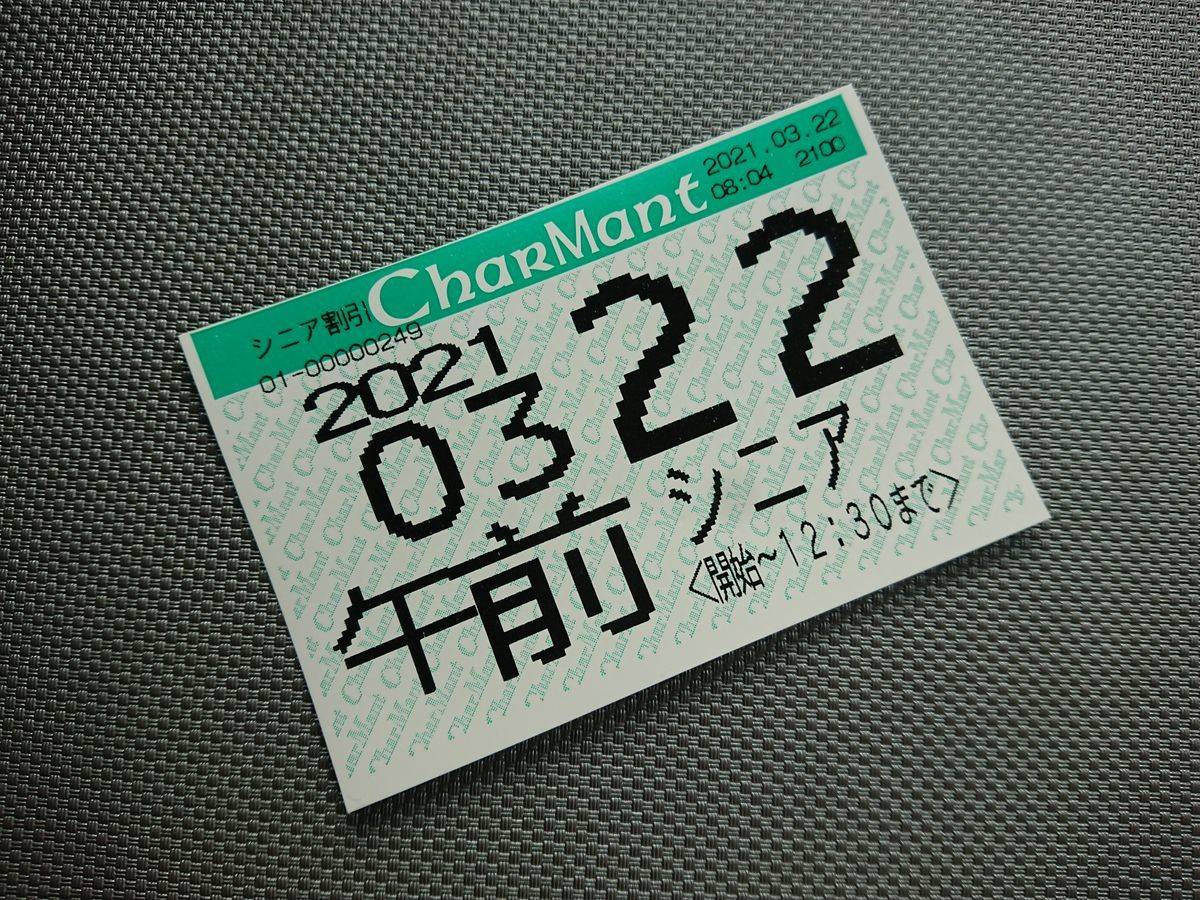 シニア割引 CharMant 2021.03.22
01-00000249 08:04 2100
2021
03 22
午前 シニア
<開始~12:30まで>